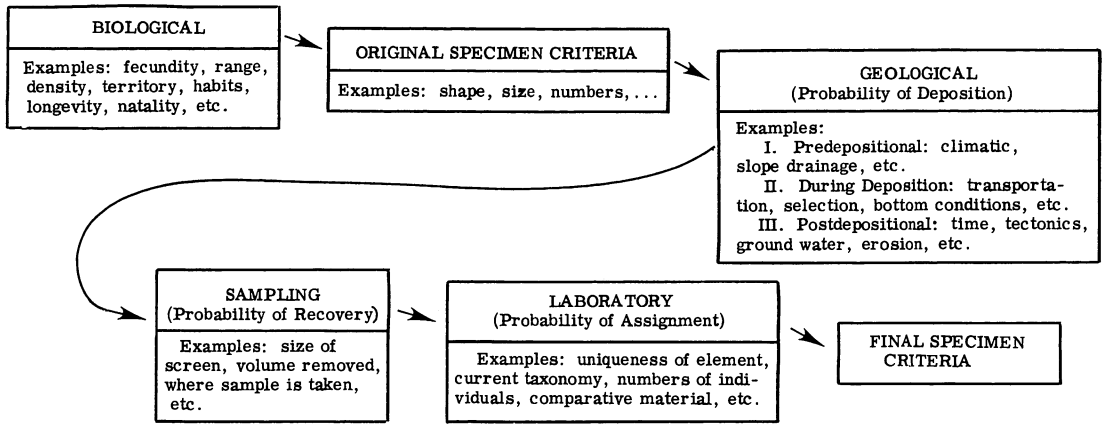 BIOLOGICAL
Examples: fecundity, range,
density, territory, habits,
longevity, natality, etc.
ORIGINAL SPECIMEN CRITERIA
Examples: shape, size, numbers, ...
GEOLOGICAL
(Probability of Deposition)
Examples:
I. Predepositional: climatic,
slope drainage, etc.
II. During Deposition: transporta-
tion, selection, bottom conditions, etc.
III. Postdepositional: time, tectonics,
ground water, erosion, etc.
SAMPLING
(Probability of Recovery)
Examples: size of
screen, volume removed,
where sample is taken,
etc.
LABORATORY
(Probability of Assignment)
Examples: uniqueness of element,
current taxonomy, numbers of indi-
viduals, comparative material, etc.
FINAL SPECIMEN
CRITERIA